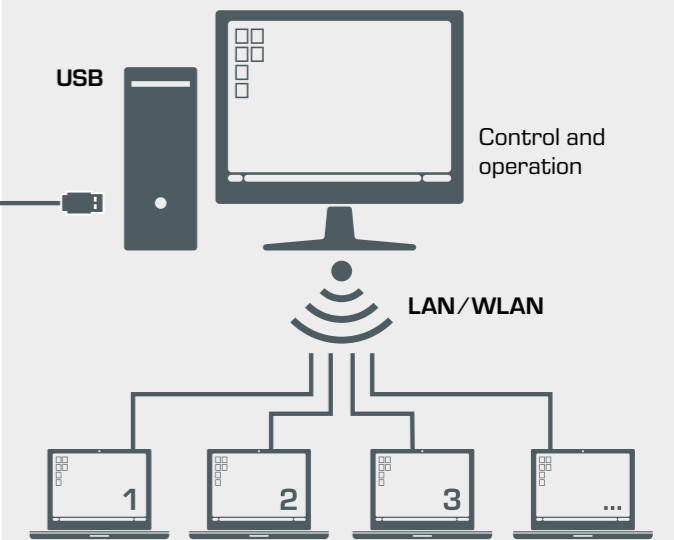 USB
Control and
operation
LAN/WLAN
1
2
3
...